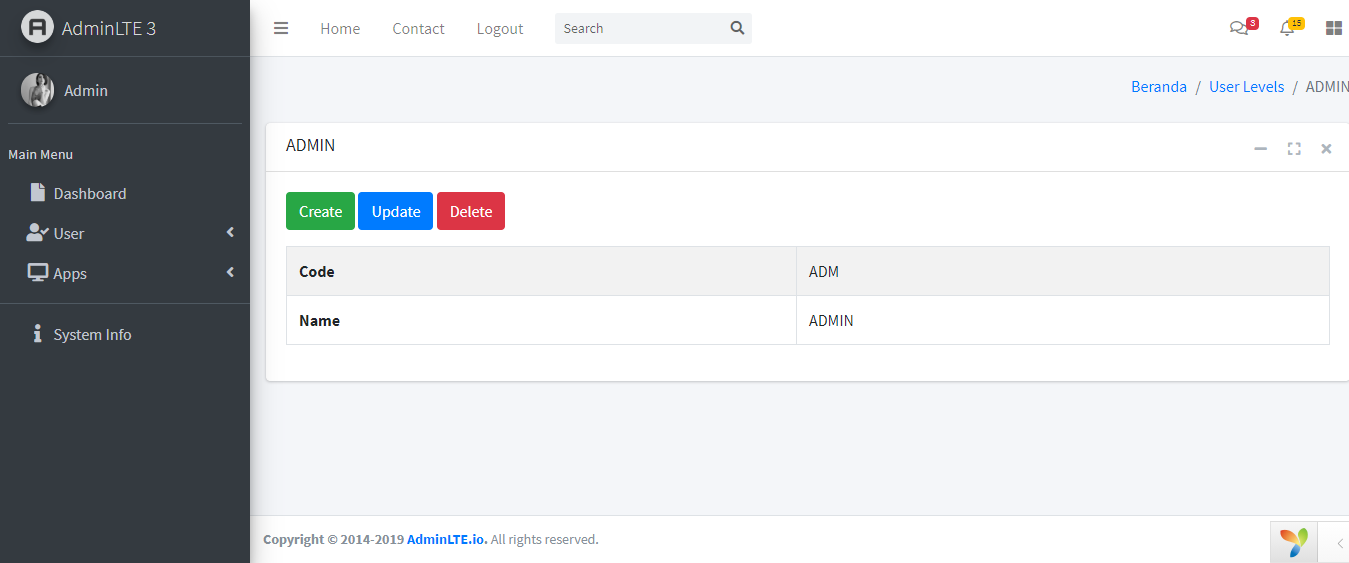 AdminLTE 3
Home Contact Logout Search 3 15
Admin
Beranda / User Levels / ADMIN
Main Menu
ADMIN
Dashboard
User
Apps
Create Update Delete
Code ADM
Name ADMIN
System Info
Copyright © 2014-2019 AdminLTE.io. All rights reserved.